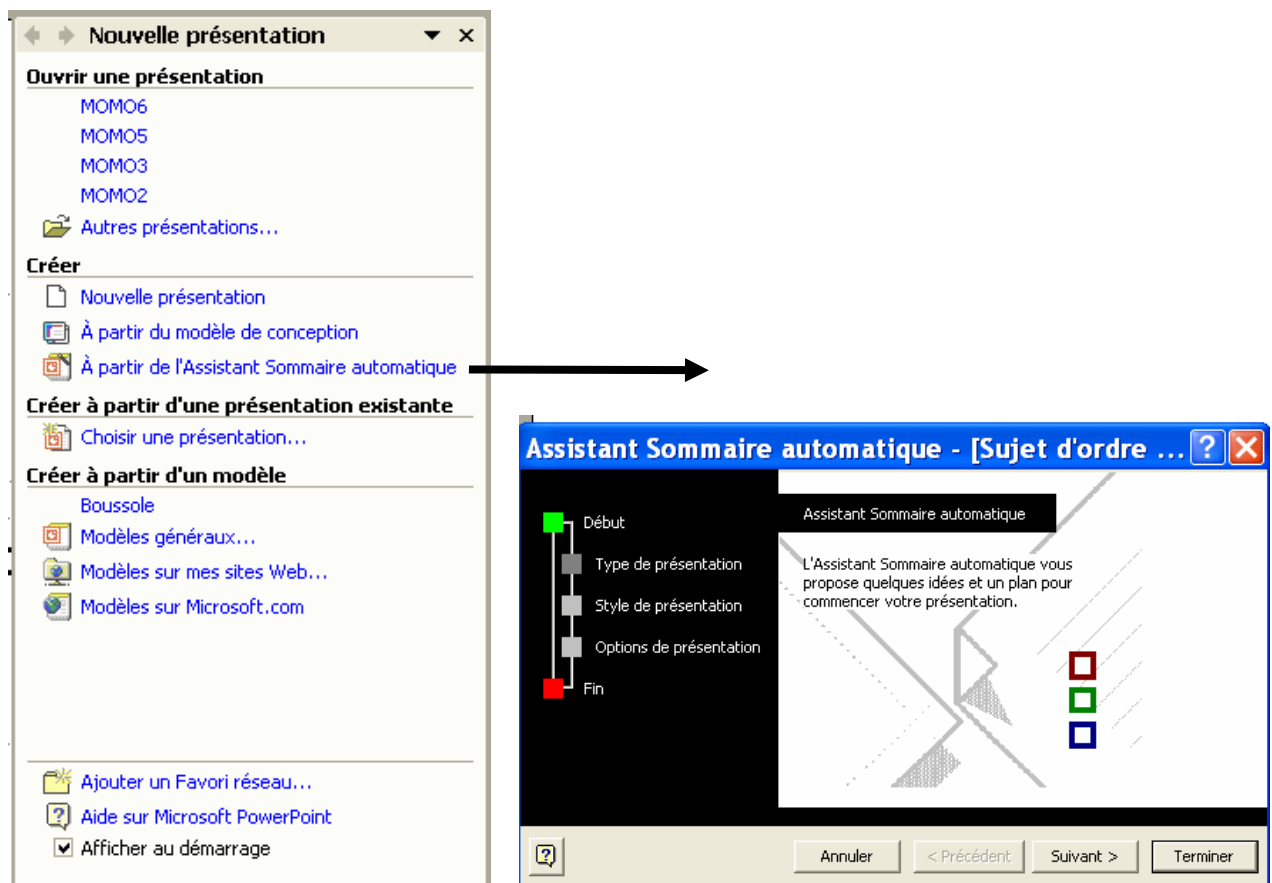 Nouvelle présentation
Ouvrir une présentation
MOMO6
MOMO5
MOMO3
MOMO2
Autres présentations...
Créer
Nouvelle présentation
À partir du modèle de conception
À partir de l'Assistant Sommaire automatique
Créer à partir d'une présentation existante
Choisir une présentation...
Créer à partir d'un modèle
Boussole
Modèles généraux...
Modèles sur mes sites Web...
Modèles sur Microsoft.com
Ajouter un Favori réseau...
Aide sur Microsoft PowerPoint
Afficher au démarrage
Assistant Sommaire automatique - [Sujet d'ordre ...
Début
Type de présentation
Style de présentation
Options de présentation
Fin
Assistant Sommaire automatique
L'Assistant Sommaire automatique vous
propose quelques idées et un plan pour
commencer votre présentation.
Annuler
< Précédent
Suivant >
Terminer